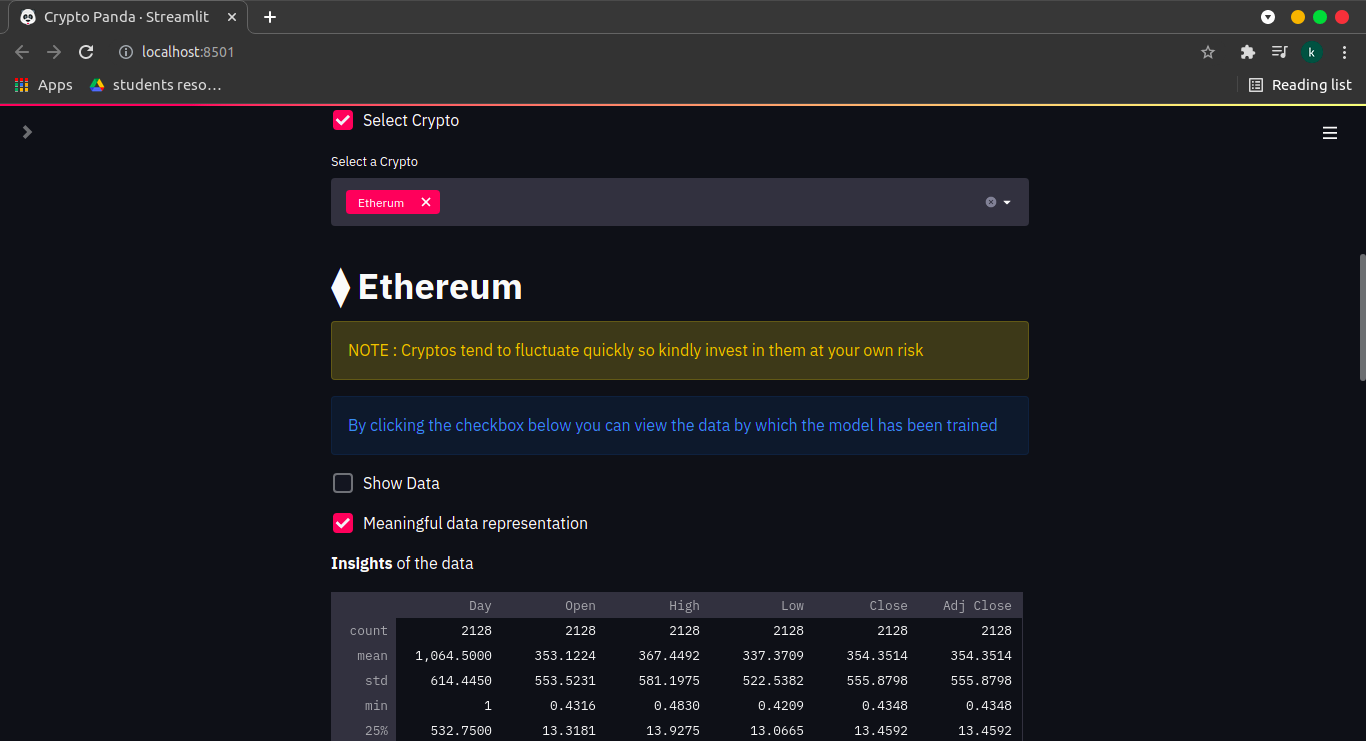 Crypto Panda · Streamlit
localhost:8501
k
Apps
students reso...
Reading list
Select Crypto
Select a Crypto
Etherum
Ethereum
NOTE : Cryptos tend to fluctuate quickly so kindly invest in them at your own risk
By clicking the checkbox below you can view the data by which the model has been trained
Show Data
Meaningful data representation
Insights of the data
Day Open High Low Close Adj Close
count 2128 2128 2128 2128 2128 2128
mean 1,064.5000 353.1224 367.4492 337.3709 354.3514 354.3514
std 614.4450 553.5231 581.1975 522.5382 555.8798 555.8798
min 1 0.4316 0.4830 0.4209 0.4348 0.4348
25% 532.7500 13.3181 13.9275 13.0665 13.4592 13.4592